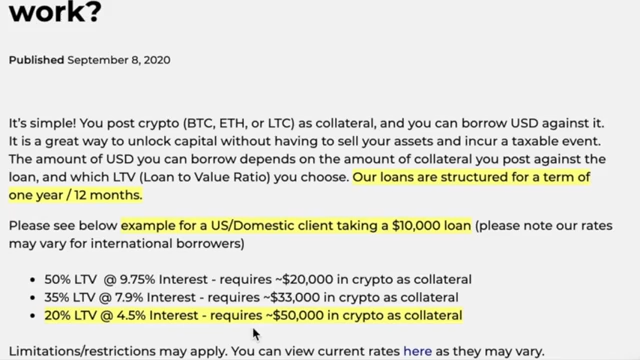 work?
Published September 8, 2020
It's simple! You post crypto (BTC, ETH, or LTC) as collateral, and you can borrow USD against it.
It is a great way to unlock capital without having to sell your assets and incur a taxable event.
The amount of USD you can borrow depends on the amount of collateral you post against the
loan, and which LTV (Loan to Value Ratio) you choose. Our loans are structured for a term of
one year / 12 months.
Please see below example for a US/Domestic client taking a $10,000 loan (please note our rates
may vary for international borrowers)
• 50% LTV @ 9.75% Interest - requires ~$20,000 in crypto as collateral
• 35% LTV @ 7.9% Interest - requires ~$33,000 in crypto as collateral
• 20% LTV @ 4.5% Interest - requires ~$50,000 in crypto as collateral
Limitations/restrictions may apply. You can view current rates here as they may vary.